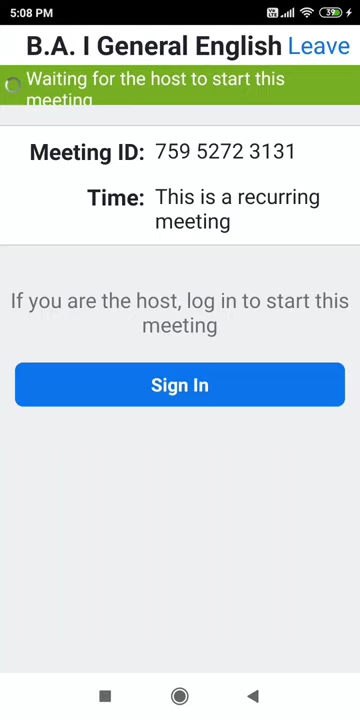 5:08 PM
39
B.A. I General English Leave
Waiting for the host to start this
meeting
Meeting ID: 759 5272 3131
Time: This is a recurring
meeting
If you are the host, log in to start this
meeting
Sign In